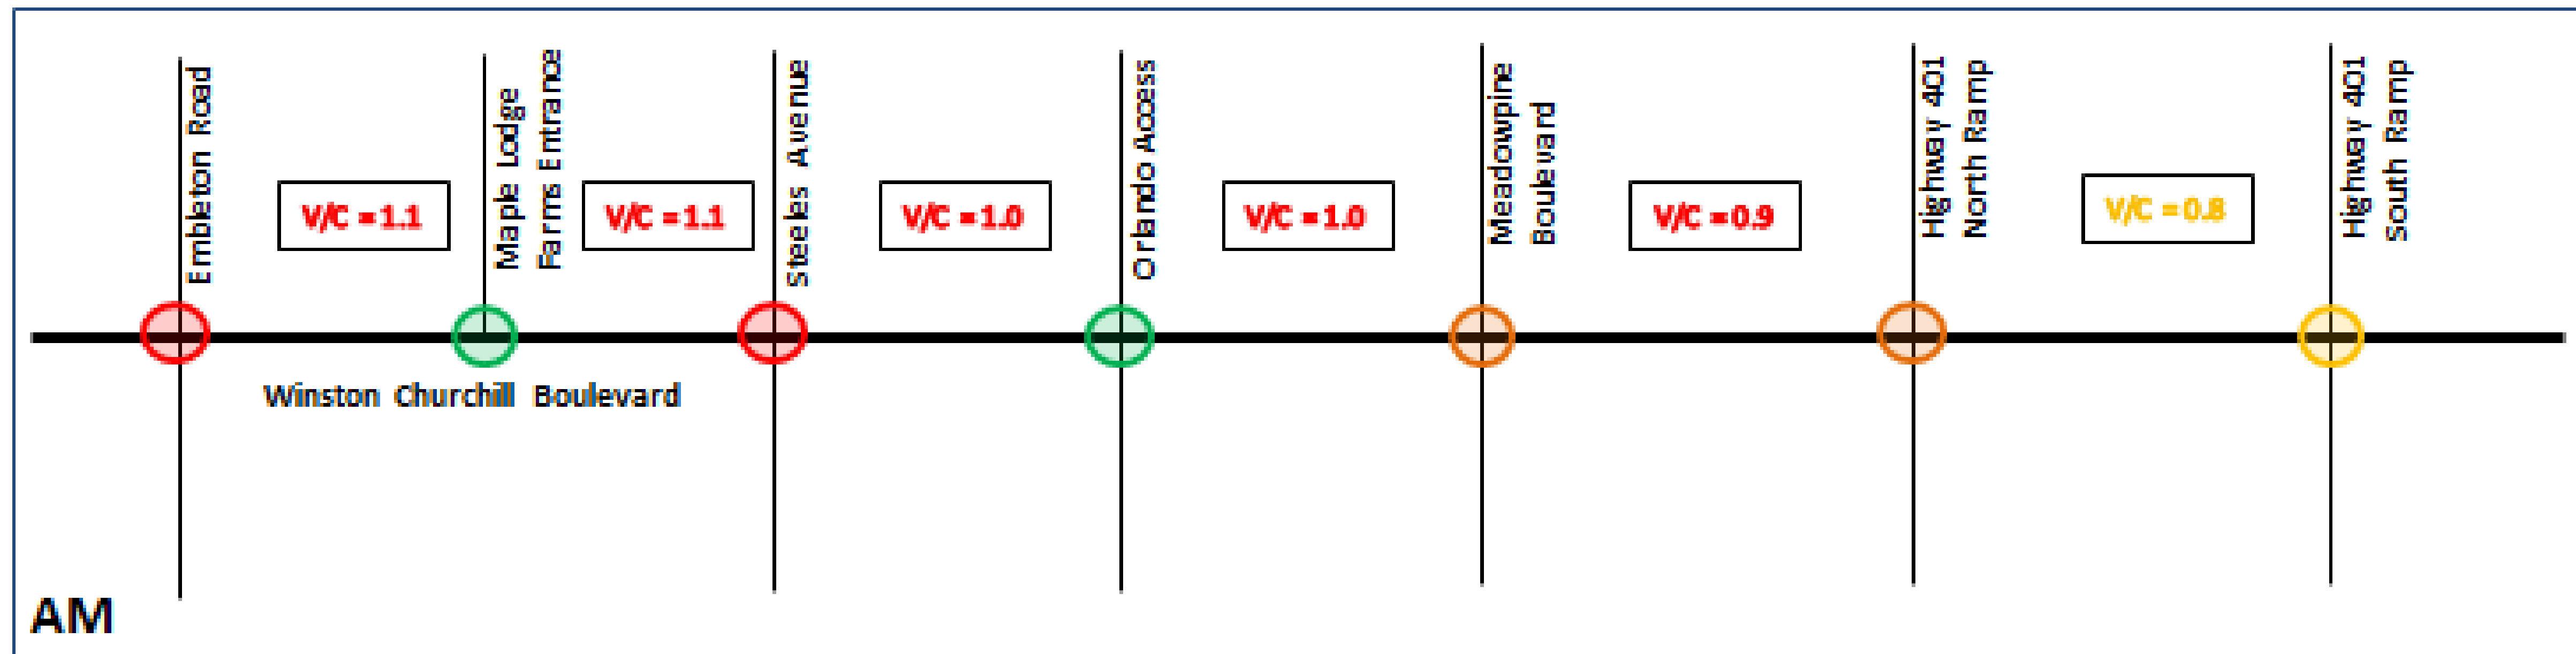 Embleton Road
V/C = 1.1
Maple Lodge
Farms Entrance
V/C = 1.1
Steeles Avenue
V/C = 1.0
Orlando Access
V/C = 1.0
Meadowpine
Boulevard
V/C = 0.9
Highway 401
North Ramp
V/C = 0.8
Highway 401
South Ramp
Winston Churchill Boulevard
AM